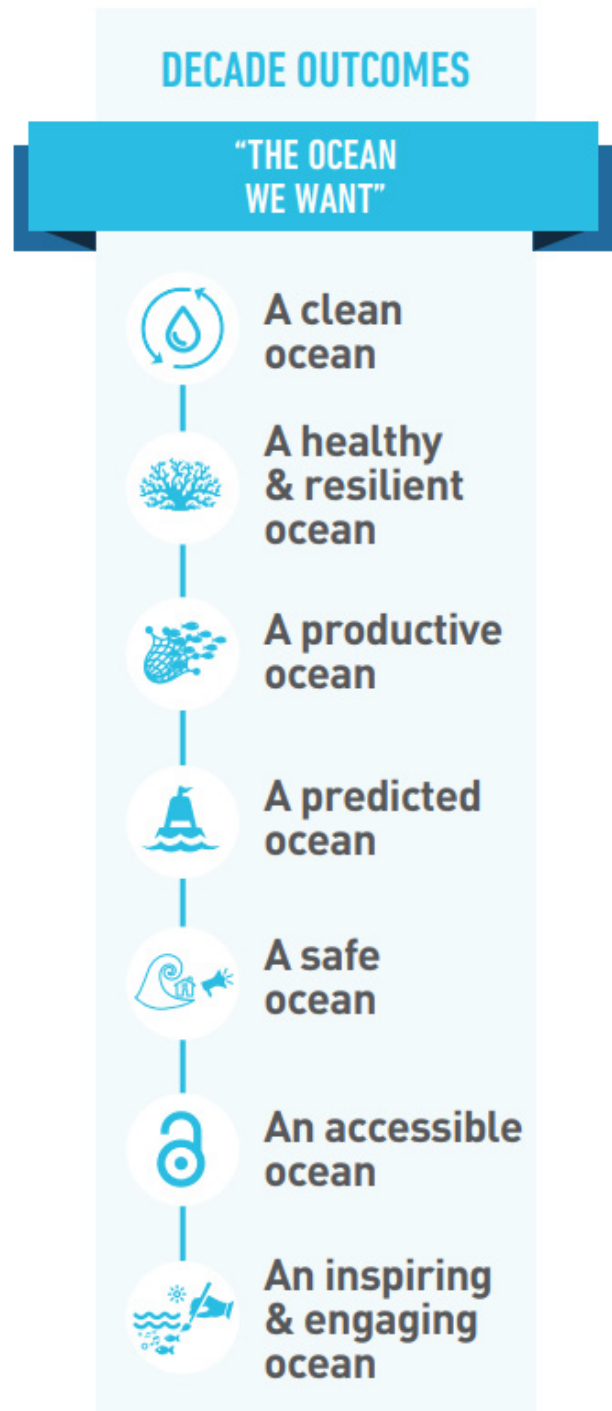 DECADE OUTCOMES
“THE OCEAN
WE WANT”
A clean
ocean
A healthy
& resilient
ocean
A productive
ocean
A predicted
ocean
A safe
ocean
An accessible
ocean
An inspiring
& engaging
ocean